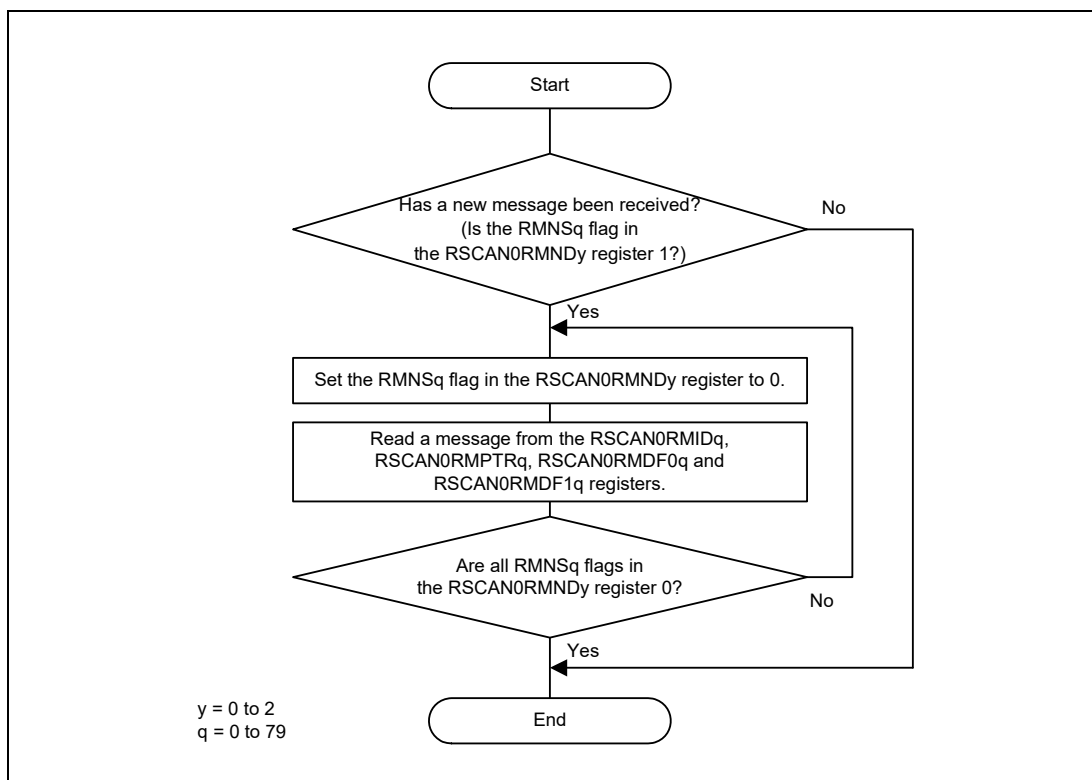 Start
Has a new message been received?
(Is the RMNSq flag in
the RSCAN0RMNDy register 1?)
No
Yes
Set the RMNSq flag in the RSCAN0RMNDy register to 0.
Read a message from the RSCAN0RMIDq,
RSCAN0RMPTRq, RSCAN0RMDF0q and
RSCAN0RMDF1q registers.
Are all RMNSq flags in
the RSCAN0RMNDy register 0?
No
Yes
End
y = 0 to 2
q = 0 to 79